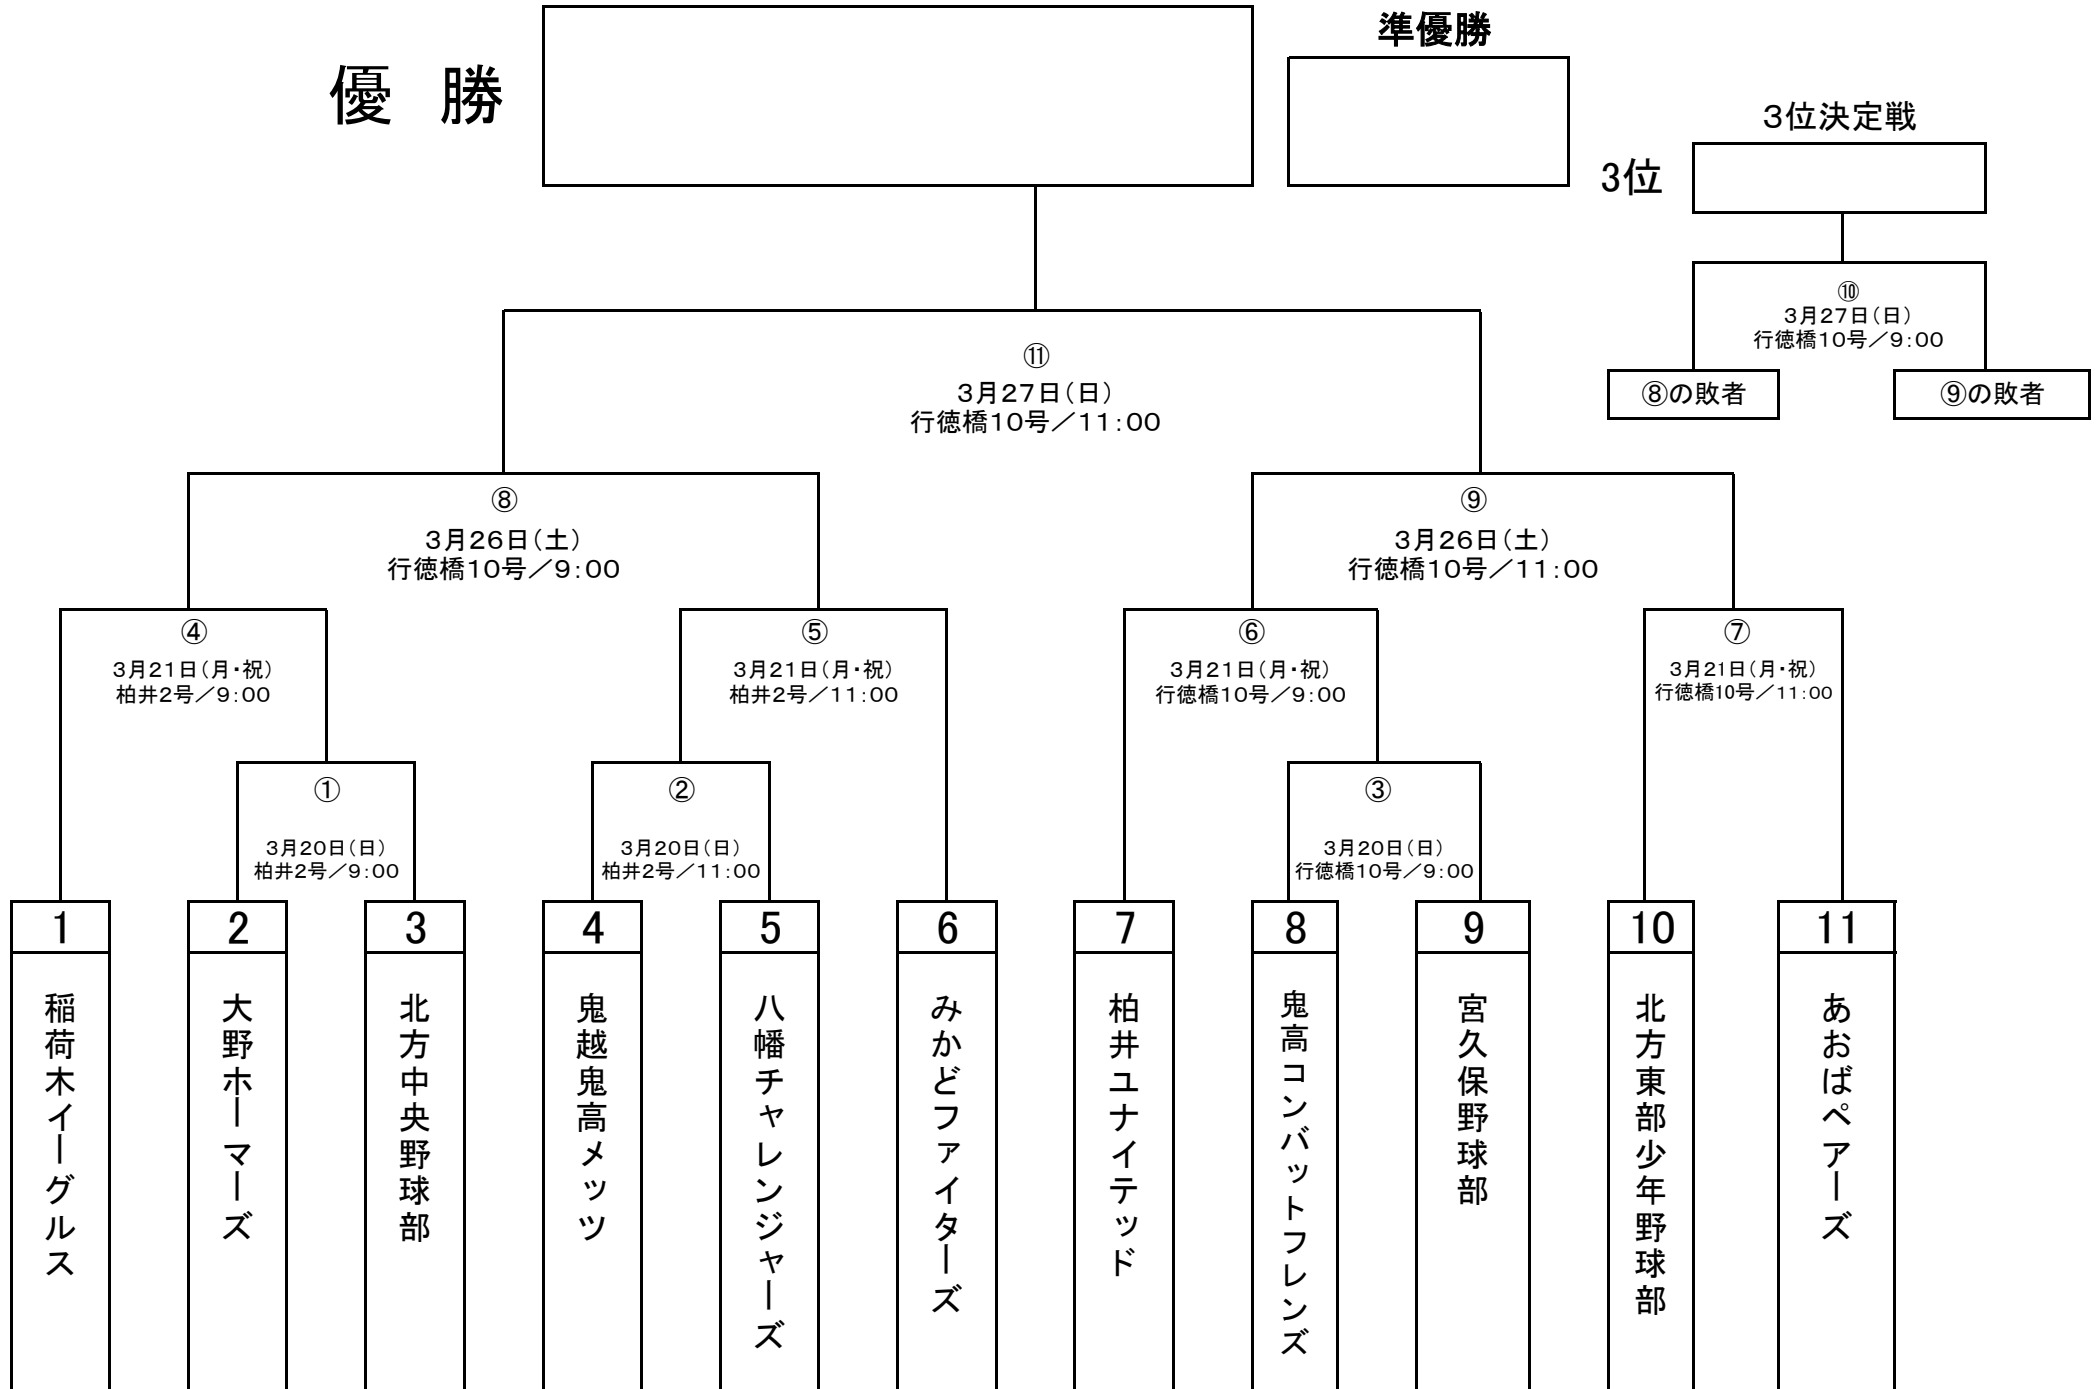 優 勝
準優勝
3位決定戦
3位
⑩
3月27日(日)
行徳橋10号／9:00
⑧の敗者
⑨の敗者
⑪
3月27日(日)
行徳橋10号／11:00
⑧
3月26日(土)
行徳橋10号／9:00
⑨
3月26日(土)
行徳橋10号／11:00
④
3月21日(月・祝)
柏井2号／9:00
⑤
3月21日(月・祝)
柏井2号／11:00
⑥
3月21日(月・祝)
行徳橋10号／9:00
⑦
3月21日(月・祝)
行徳橋10号／11:00
①
3月20日(日)
柏井2号／9:00
②
3月20日(日)
柏井2号／11:00
③
3月20日(日)
行徳橋10号／9:00
1
稲荷木イーグルス
2
大野ホーマーズ
3
北方中央野球部
4
鬼越鬼高メッツ
5
八幡チャレンジャーズ
6
みかどファイターズ
7
柏井ユナイテッド
8
鬼高コンバットフレンズ
9
宮久保野球部
10
北方東部少年野球部
11
あおばペアーズ